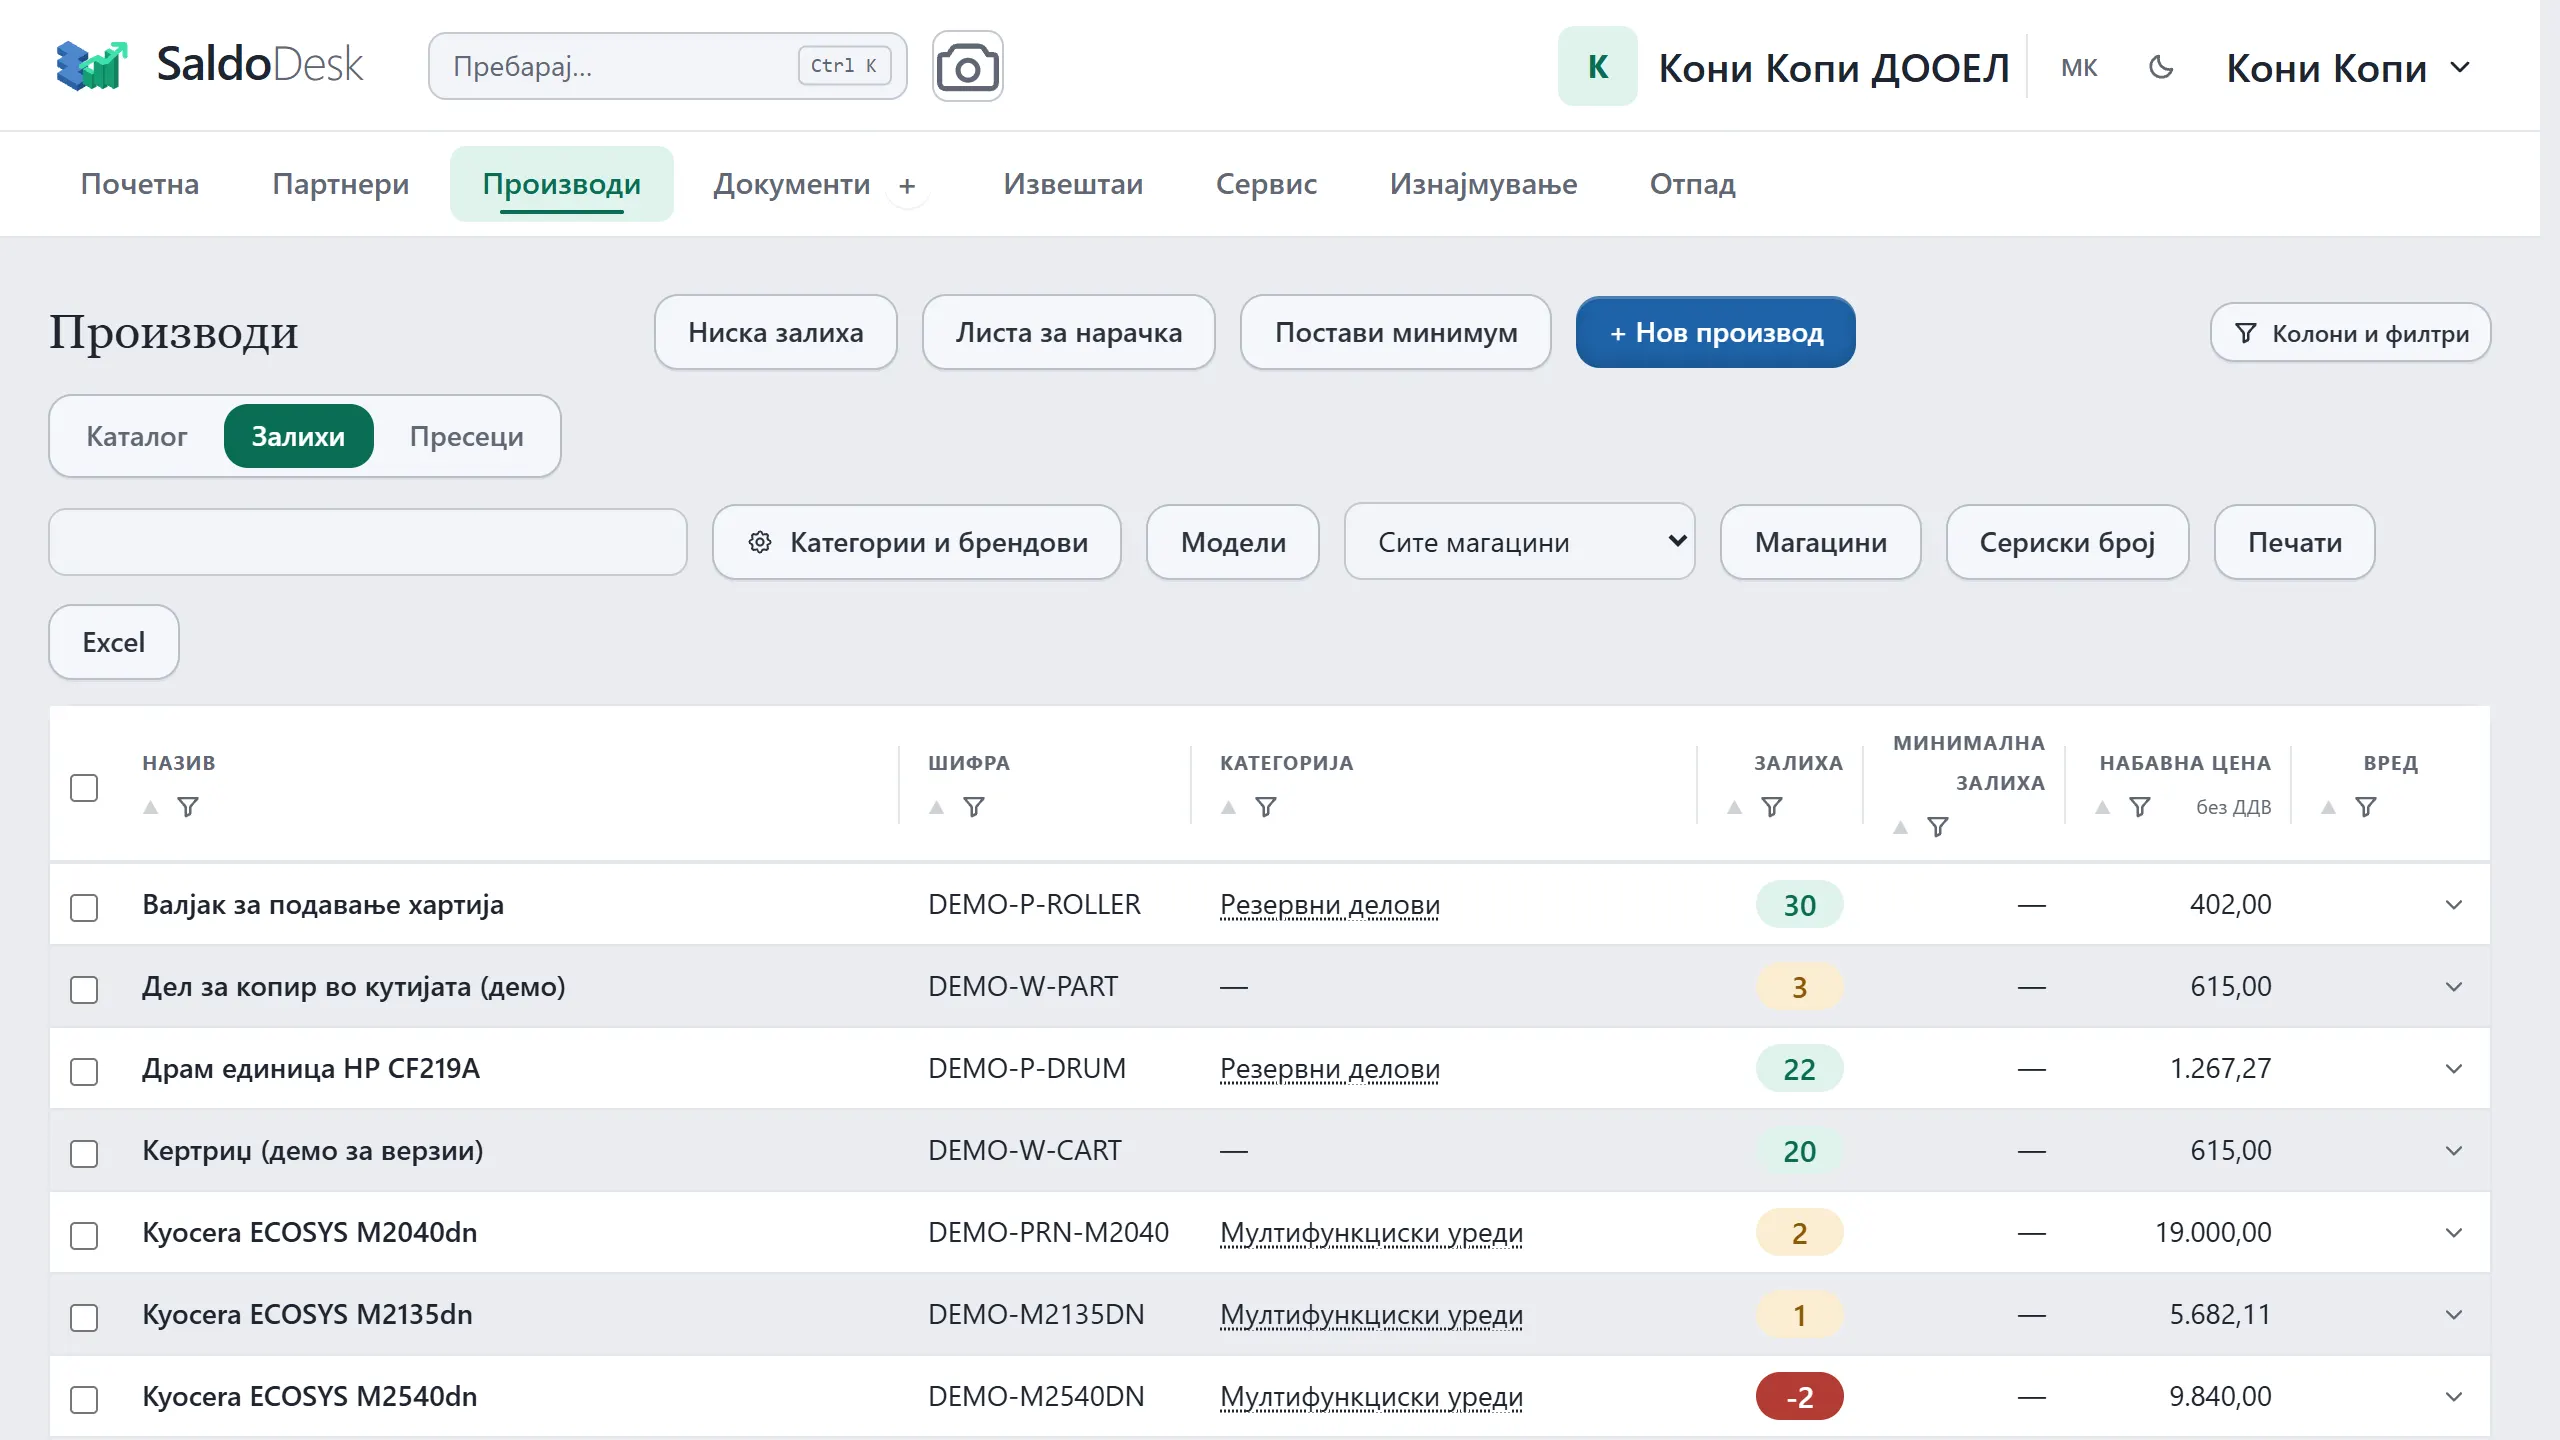 SaldoDesk
Пребарај... Ctrl K
К Кони Копи ДООЕЛ МК Кони Копи
Почетна Партнери Производи Документи + Извештаи Сервис Изнајмување Отпад
Производи Ниска залиха Листа за нарачка Постави минимум + Нов производ Колони и филтри
Каталог Залихи Пресеци
Категории и брендови Модели Сите магацини Магацини Сериски број Печати
Excel
НАЗИВ ШИФРА КАТЕГОРИЈА ЗАЛИХА МИНИМАЛНА ЗАЛИХА НАБАВНА ЦЕНА без ДДВ ВРЕД
Валјак за подавање хартија DEMO-P-ROLLER Резервни делови 30 — 402,00
Дел за копир во кутијата (демо) DEMO-W-PART — 3 — 615,00
Драм единица HP CF219A DEMO-P-DRUM Резервни делови 22 — 1.267,27
Кертриџ (демо за верзии) DEMO-W-CART — 20 — 615,00
Kyocera ECOSYS M2040dn DEMO-PRN-M2040 Мултифункциски уреди 2 — 19.000,00
Kyocera ECOSYS M2135dn DEMO-M2135DN Мултифункциски уреди 1 — 5.682,11
Kyocera ECOSYS M2540dn DEMO-M2540DN Мултифункциски уреди -2 — 9.840,00